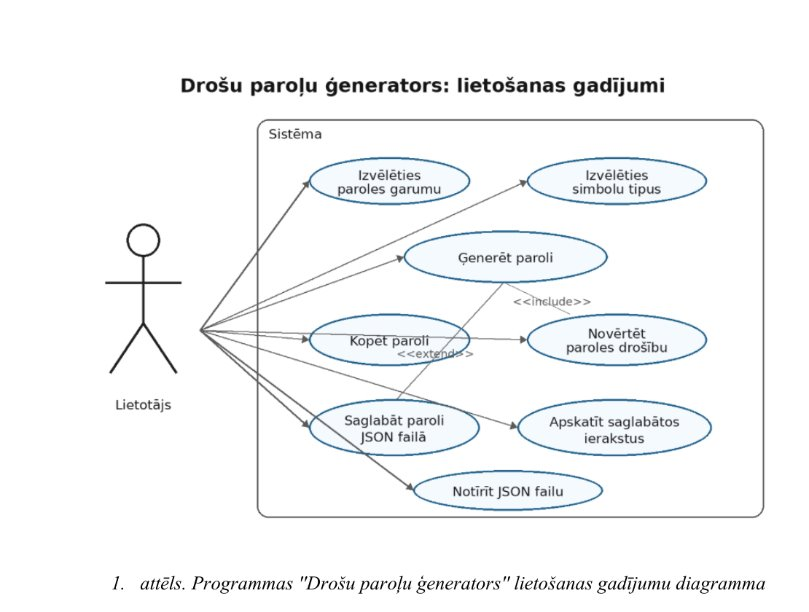 Drošu paroļu ģenerators: lietošanas gadījumi
Sistēma
Izvēlēties
paroles garumu
Izvēlēties
simbolu tipus
Ģenerēt paroli
<<include>>
Kopēt paroli
Novērtēt
paroles drošību
<<extend>>
Lietotājs
Saglabāt paroli
JSON failā
Apskatīt saglabātos
ierakstus
Notīrīt JSON failu
1. attēls. Programmas "Drošu paroļu ģenerators" lietošanas gadījumu diagramma